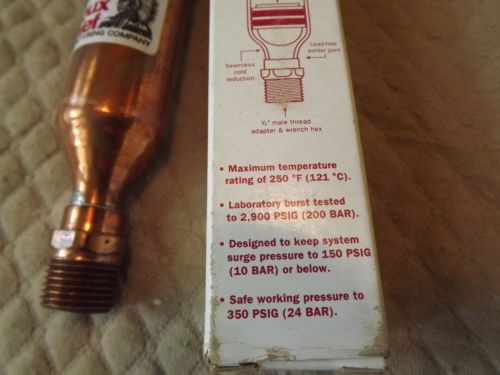 RING COMPANY
Seamless
cold
reduction.
Lead-free
solder joint
½" male thread
adapter & wrench hex
• Maximum temperature
rating of 250 °F (121 °C).
• Laboratory burst tested
to 2,900 PSIG (200 BAR).
• Designed to keep system
surge pressure to 150 PSIG
(10 BAR) or below.
• Safe working pressure to
350 PSIG (24 BAR).